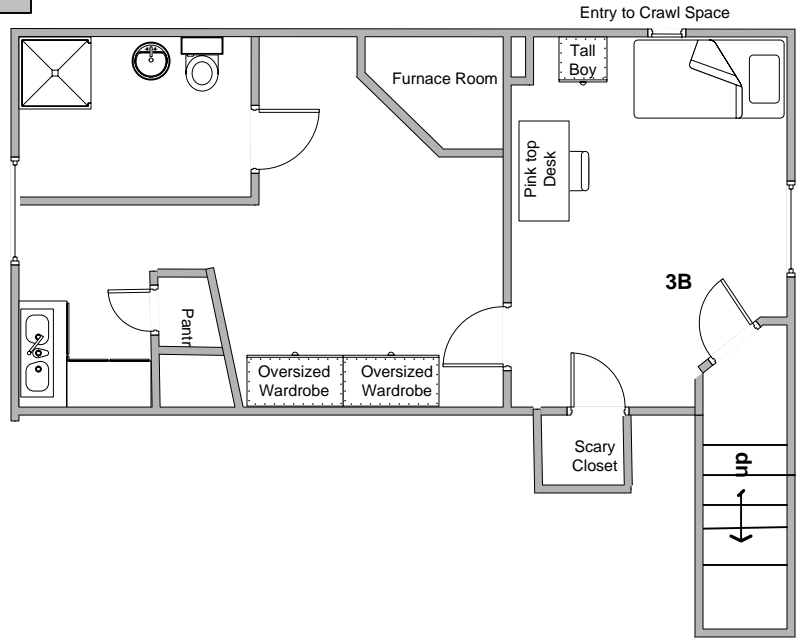 Entry to Crawl Space
Tall
Boy
Furnace Room
Pink top
Desk
3B
Pantr
Oversized
Wardrobe
Oversized
Wardrobe
Scary
Closet
dn